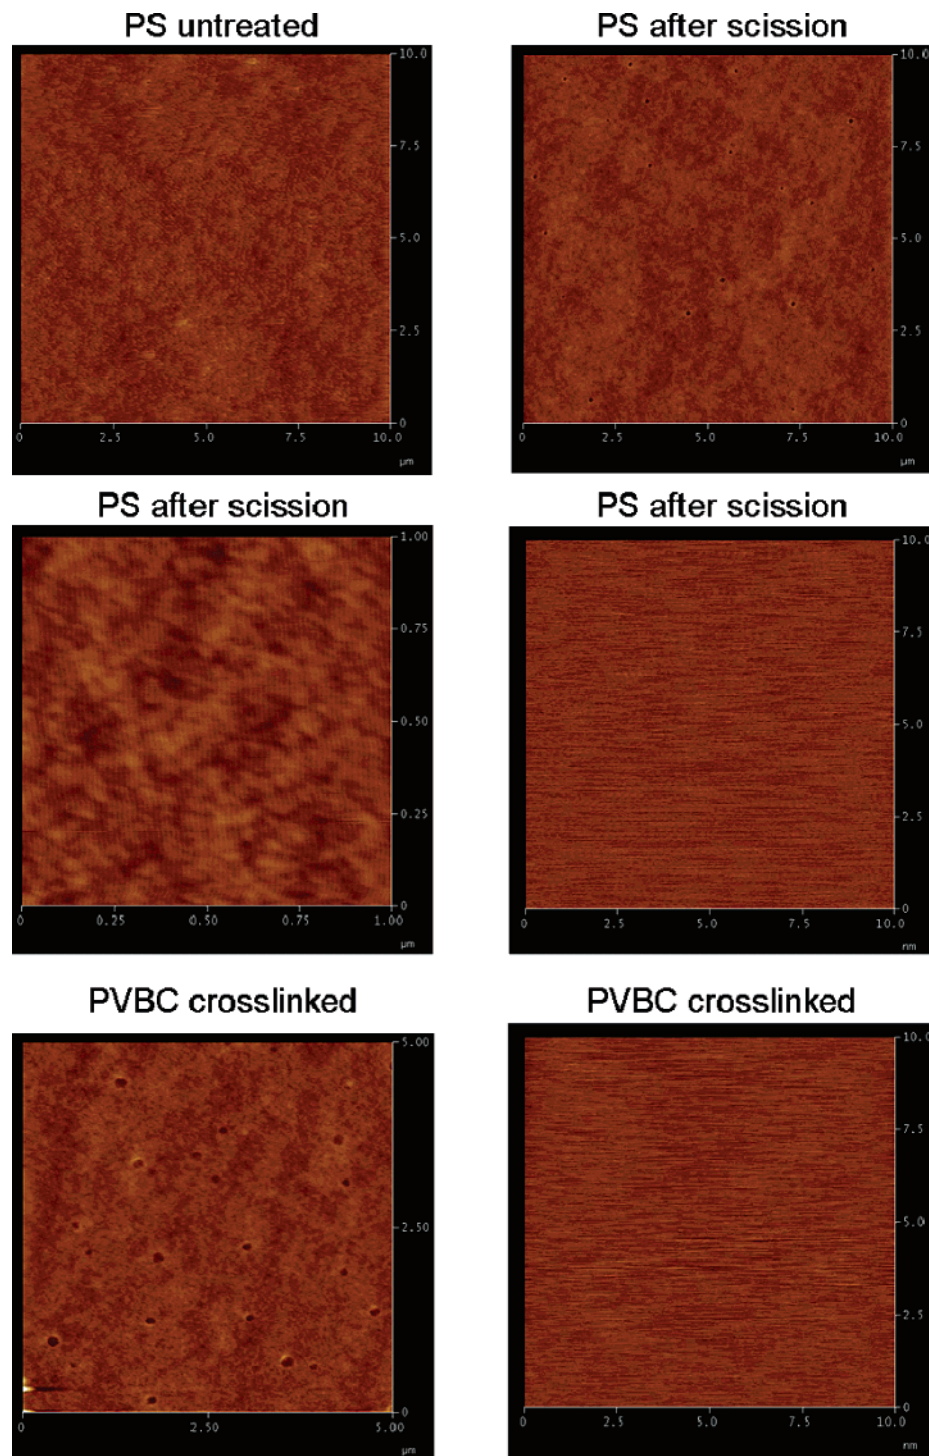 PS untreated
PS after scission
10.0
7.5
5.0
2.5
0
0 2.5 5.0 7.5 10.0
μm
10.0
7.5
5.0
2.5
0
0 2.5 5.0 7.5 10.0
μm
PS after scission
PS after scission
1.00
0.75
0.50
0.25
0
0 0.25 0.50 0.75 1.00
μm
10.0
7.5
5.0
2.5
0
0 2.5 5.0 7.5 10.0
nm
PVBC crosslinked
PVBC crosslinked
5.00
2.50
0
0 2.50 5.00
μm
10.0
7.5
5.0
2.5
0
0 2.5 5.0 7.5 10.0
nm